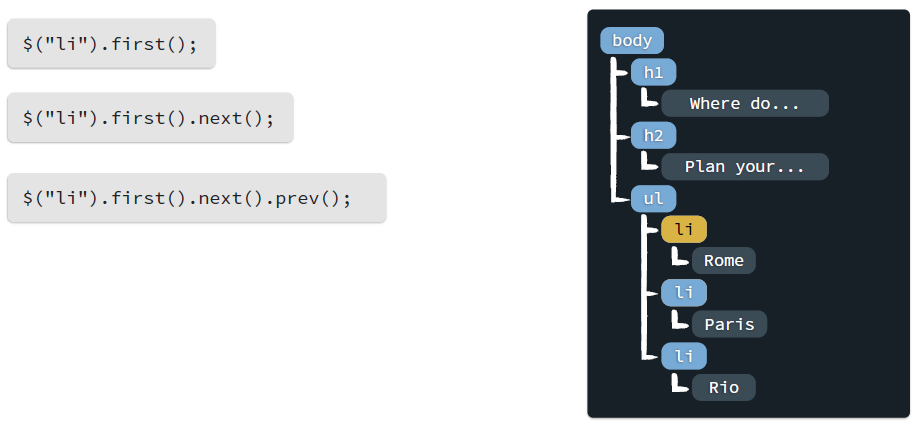 $("li").first();
$("li").first().next();
$("li").first().next().prev();
body
h1
Where do...
h2
Plan your...
ul
li
Rome
li
Paris
li
Rio